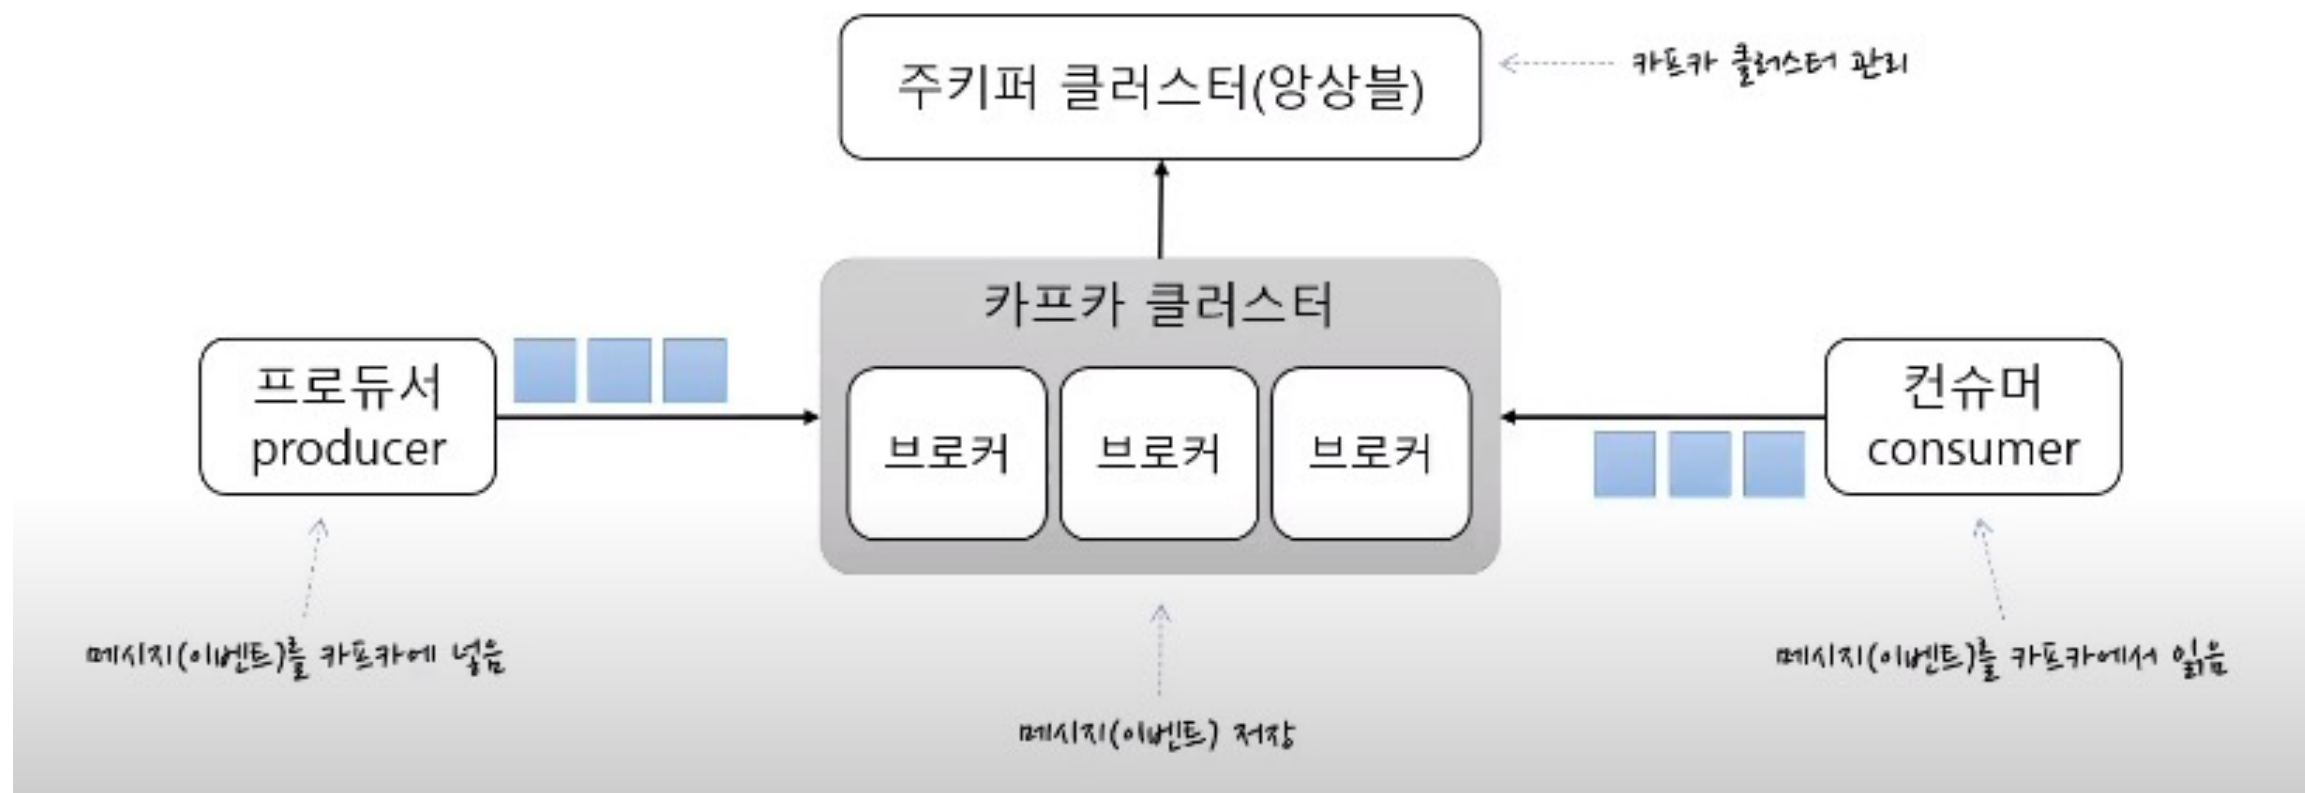 주키퍼 클러스터(앙상블)
카프카 클러스터 관리
카프카 클러스터
프로듀서
producer
브로커
브로커
브로커
컨슈머
consumer
메시지(이벤트)를 카프카에 넣음
메시지(이벤트) 저장
메시지(이벤트)를 카프카에서 읽음